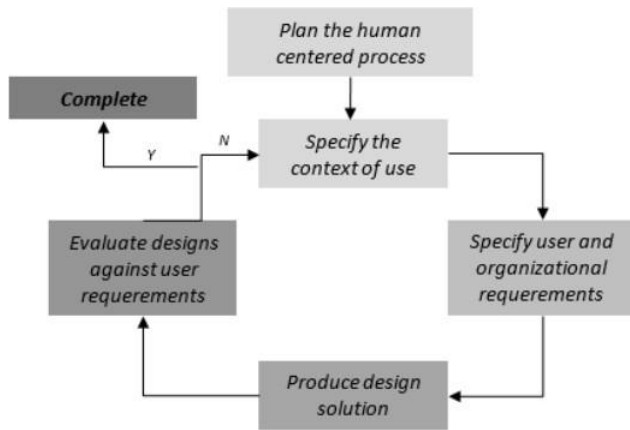 Plan the human
centered process
Complete
Y
N
Specify the
context of use
Evaluate designs
against user
requerements
Specify user and
organizational
requerements
Produce design
solution